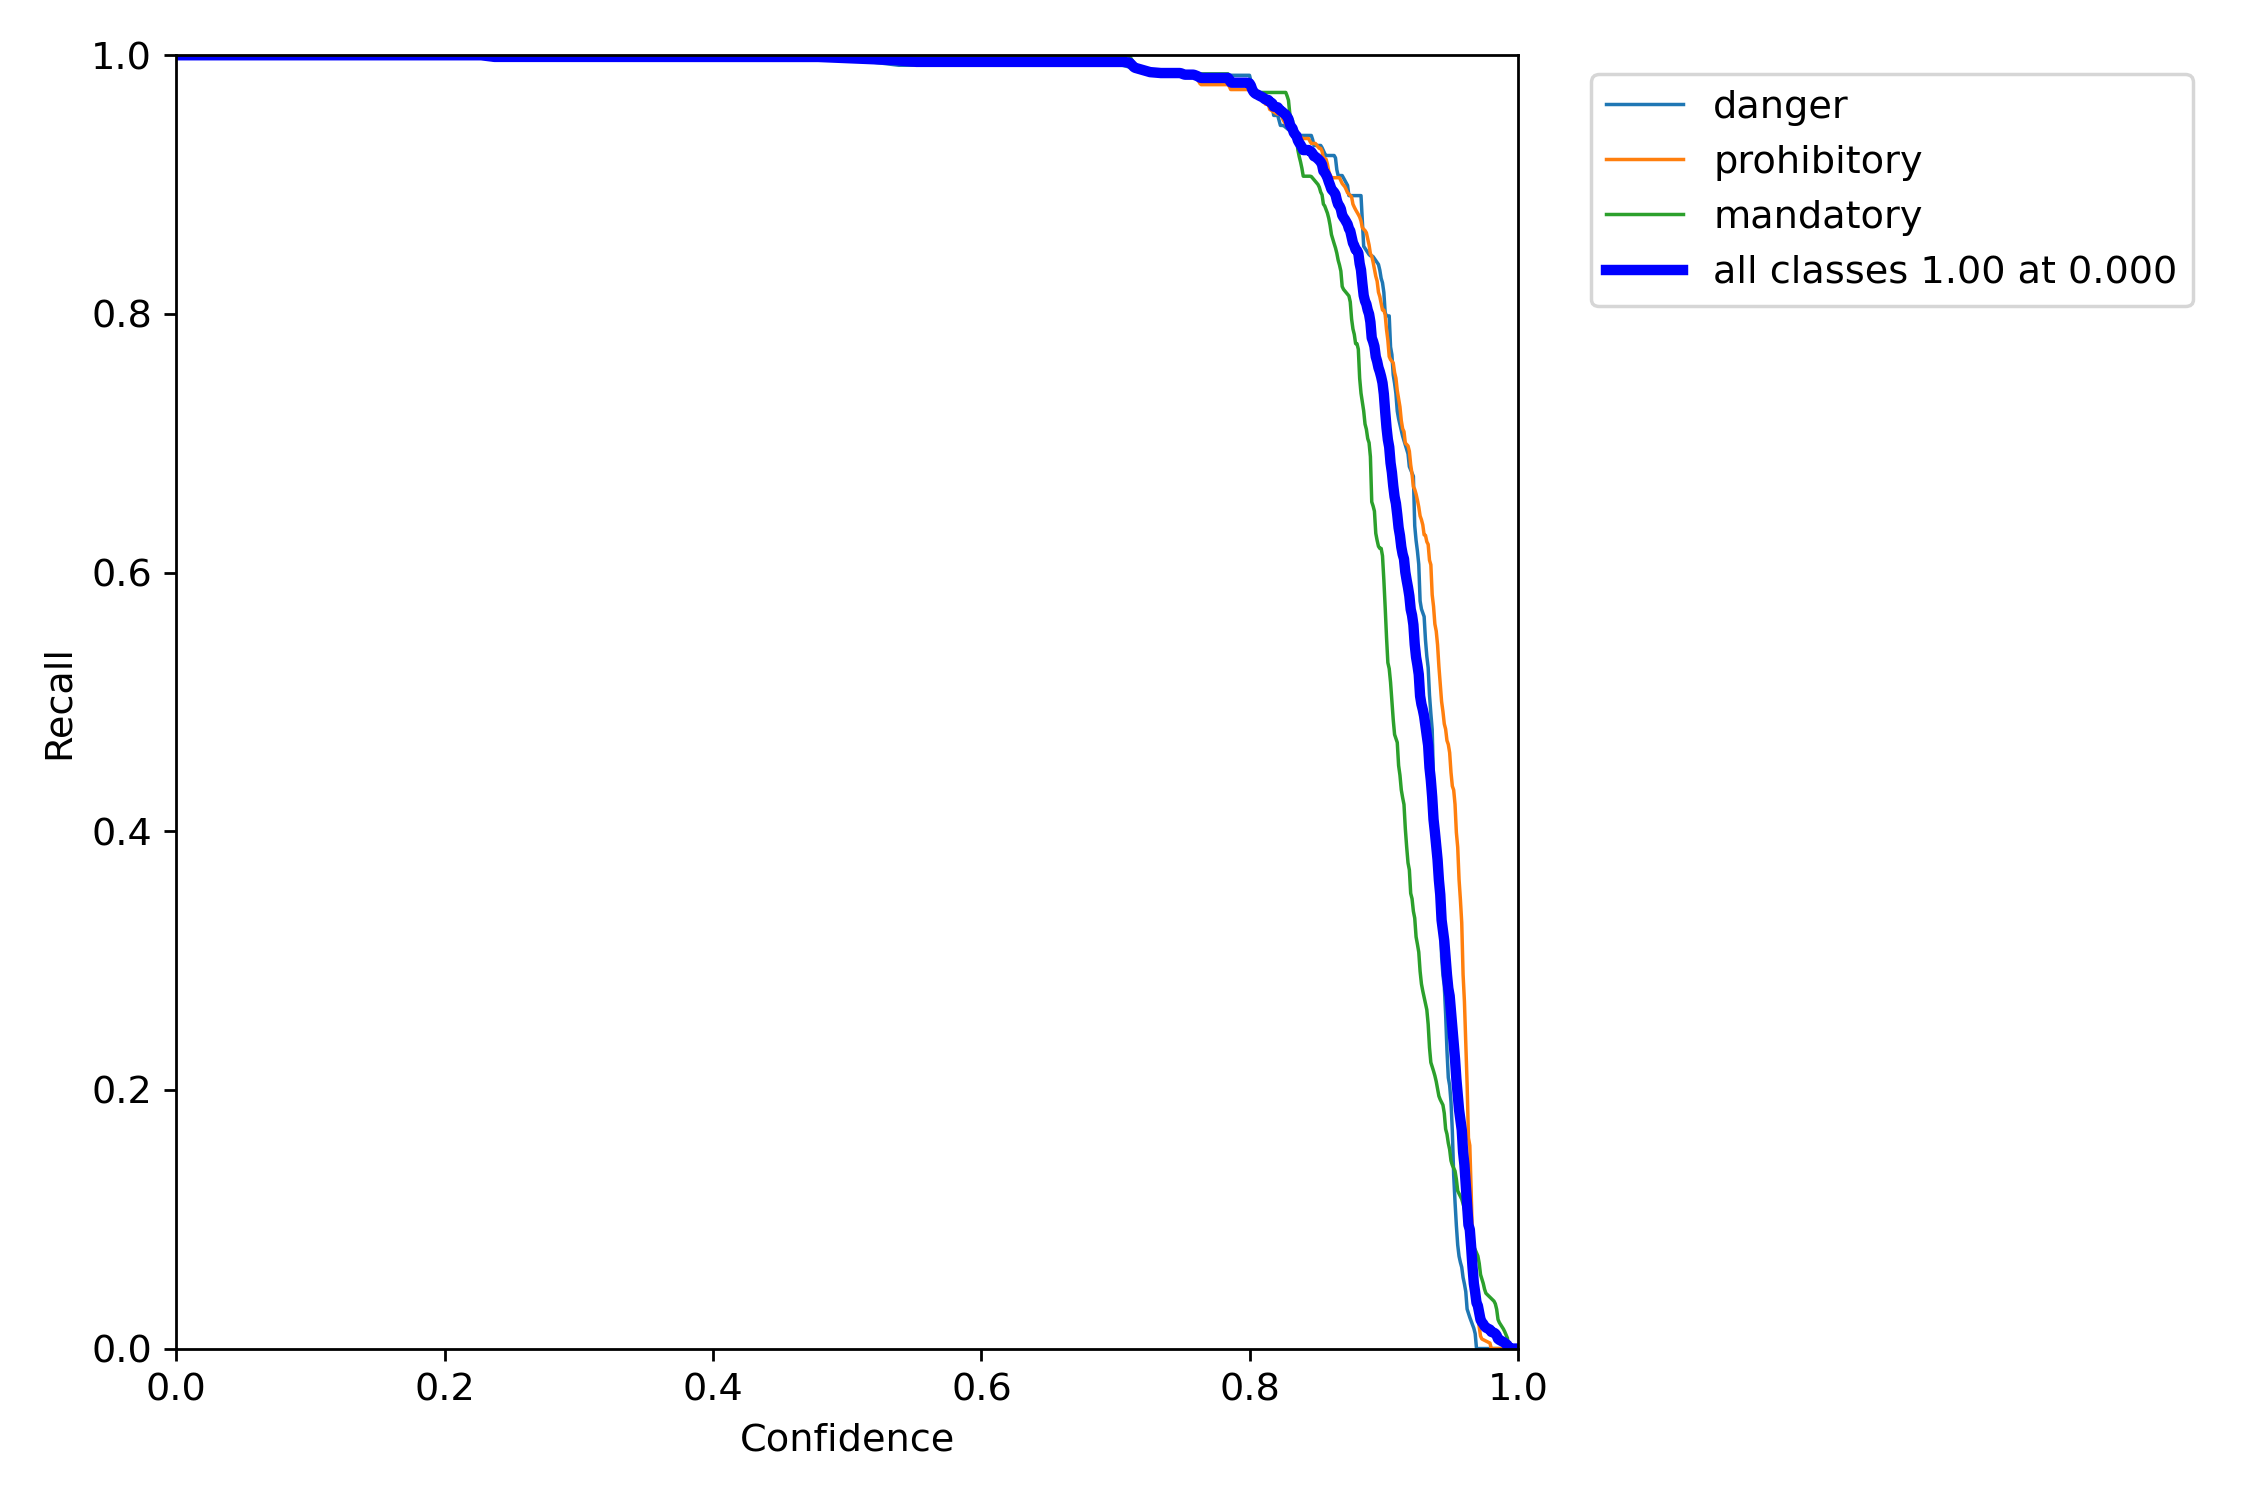 1.0
0.8
0.6
0.4
0.2
0.0
Recall
0.0 0.2 0.4 0.6 0.8 1.0
Confidence
danger
prohibitory
mandatory
all classes 1.00 at 0.000